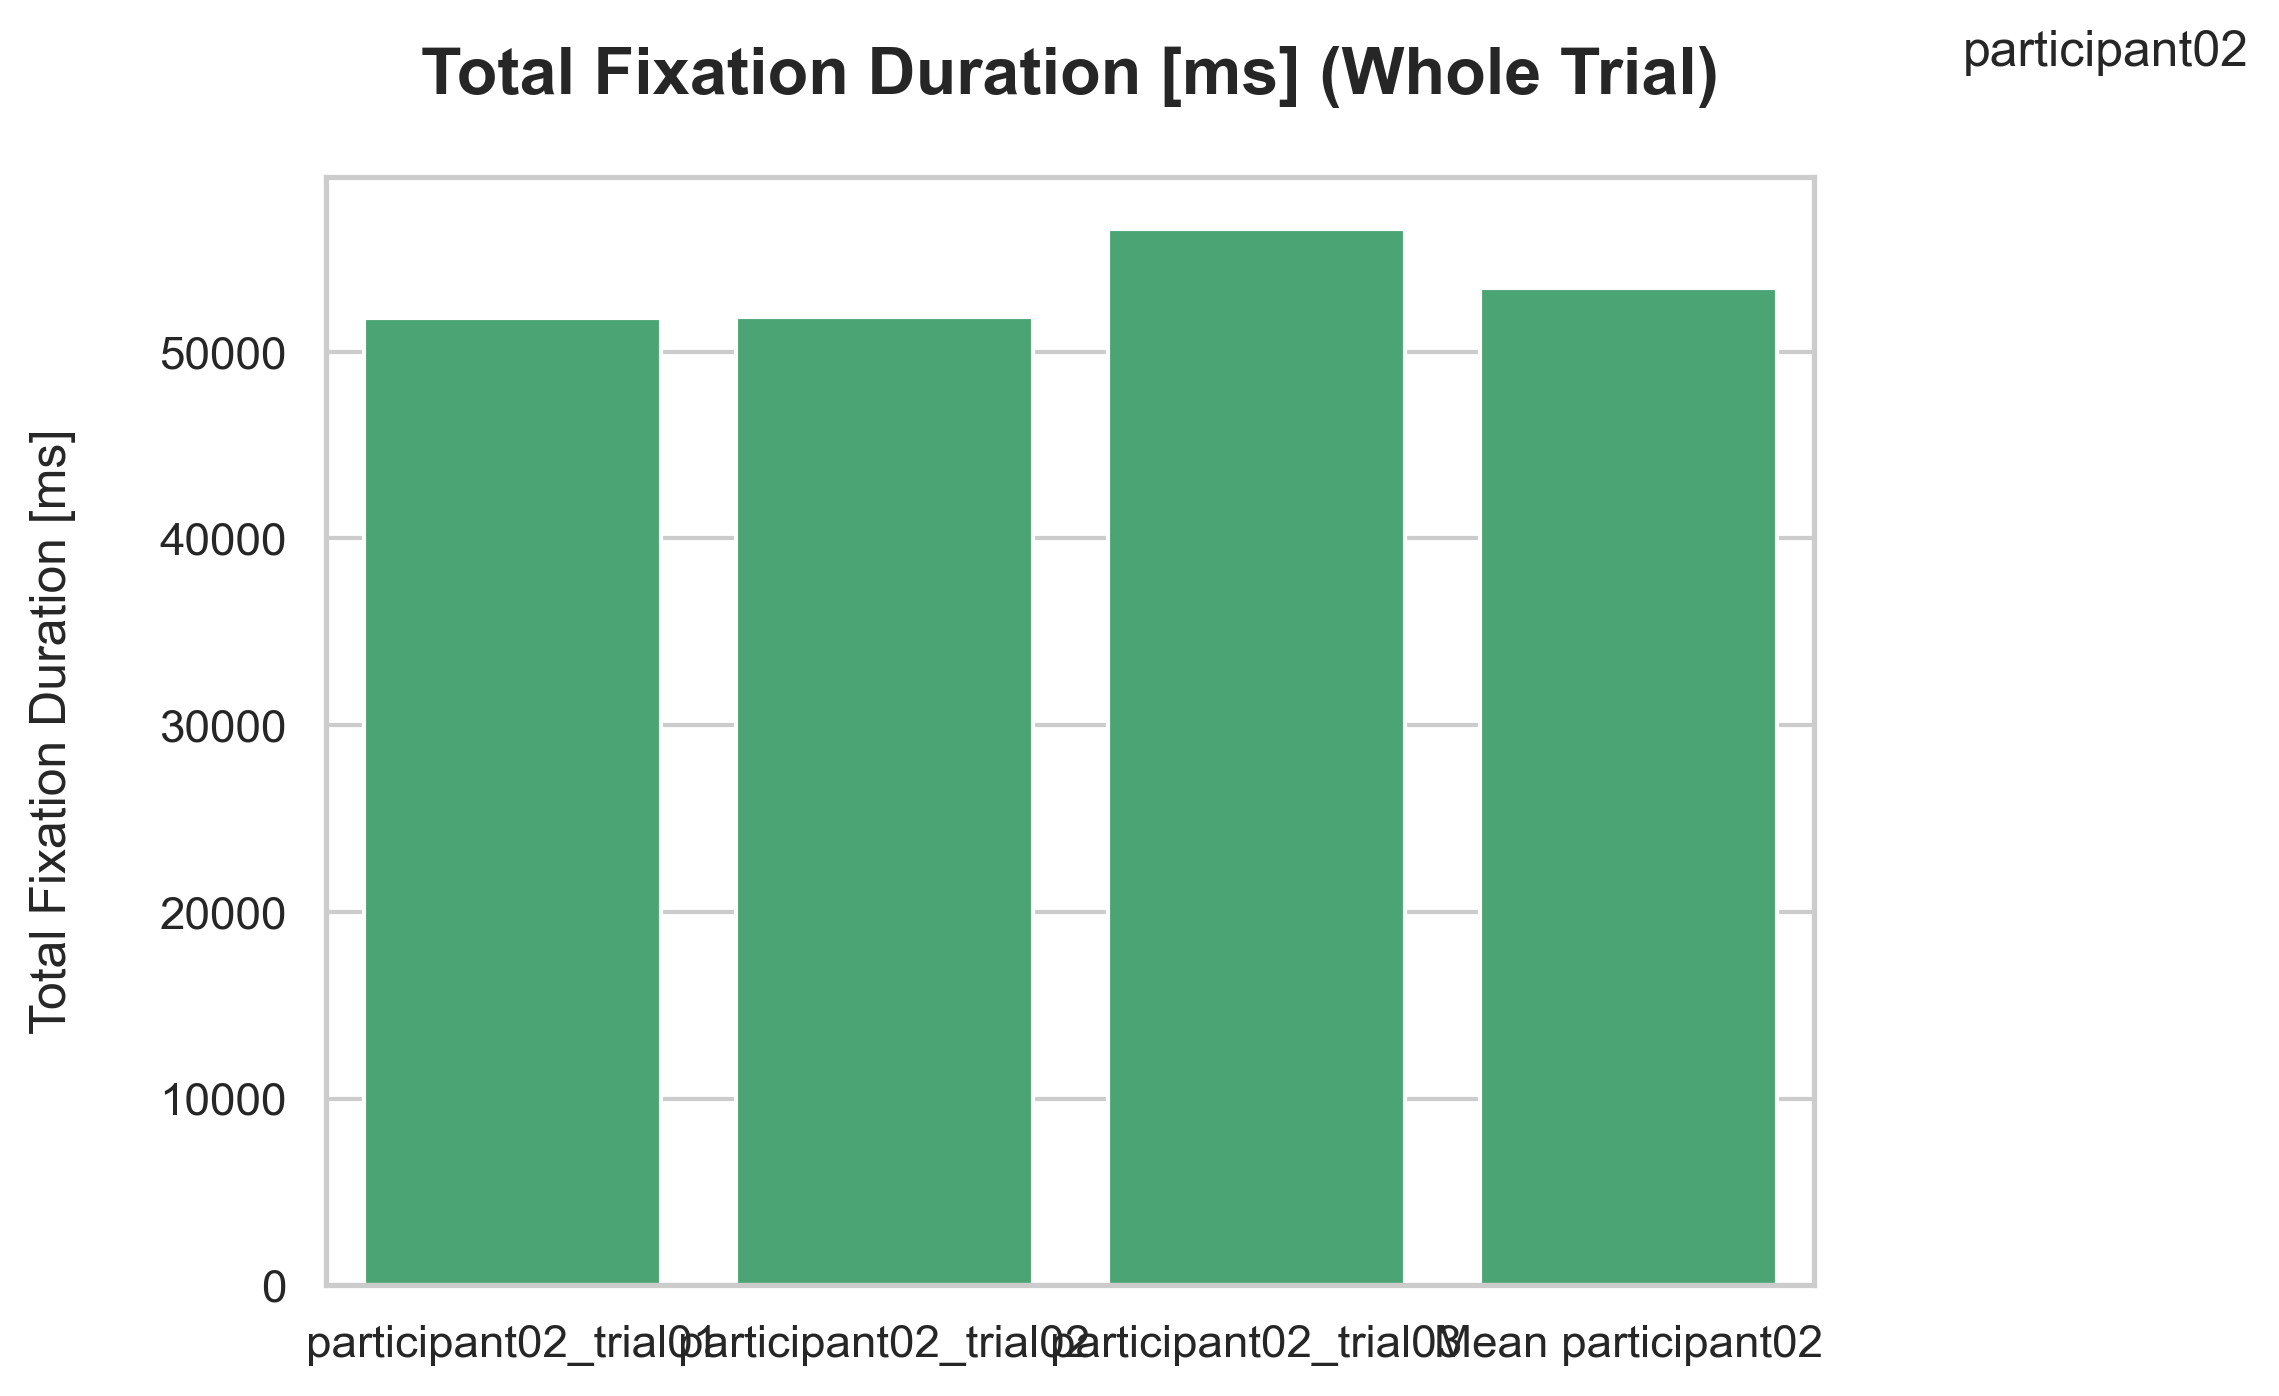 participant02
Total Fixation Duration [ms] (Whole Trial)
Total Fixation Duration [ms]
50000
40000
30000
20000
10000
0
participant02_trial01
participant02_trial02
participant02_trial03
Mean participant02